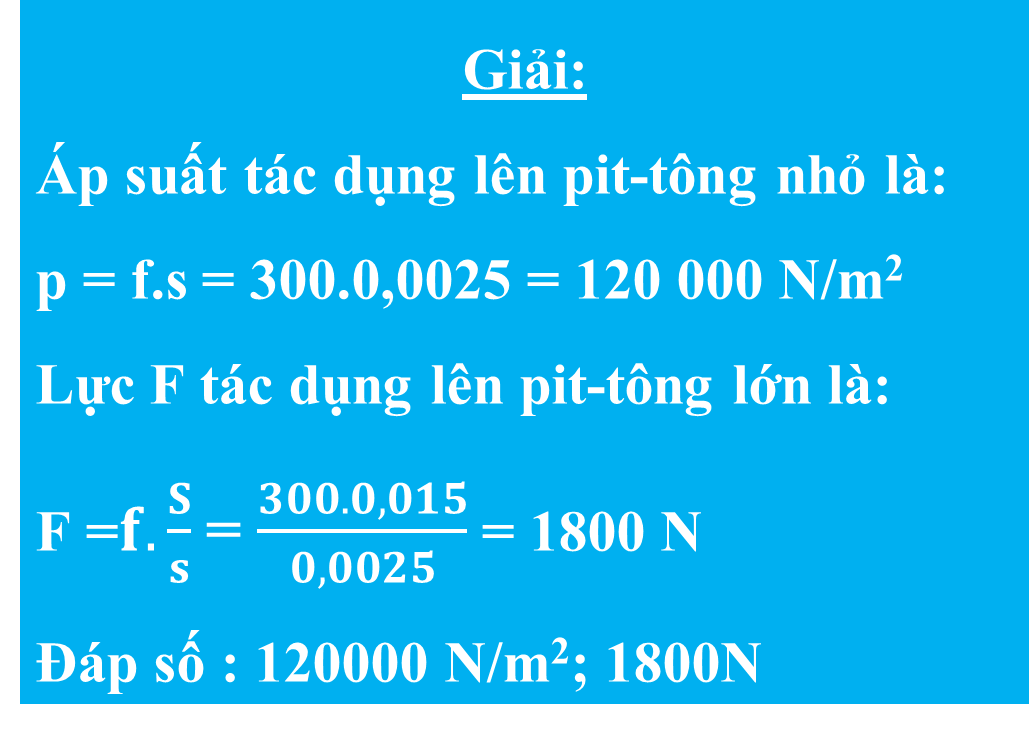 Giải:
Áp suất tác dụng lên pit-tông nhỏ là:
p = f.s = 300.0,0025 = 120 000 N/m²
Lực F tác dụng lên pit-tông lớn là:
F =f. S/s = 300.0,015/0,0025 = 1800 N
Đáp số : 120000 N/m²; 1800N